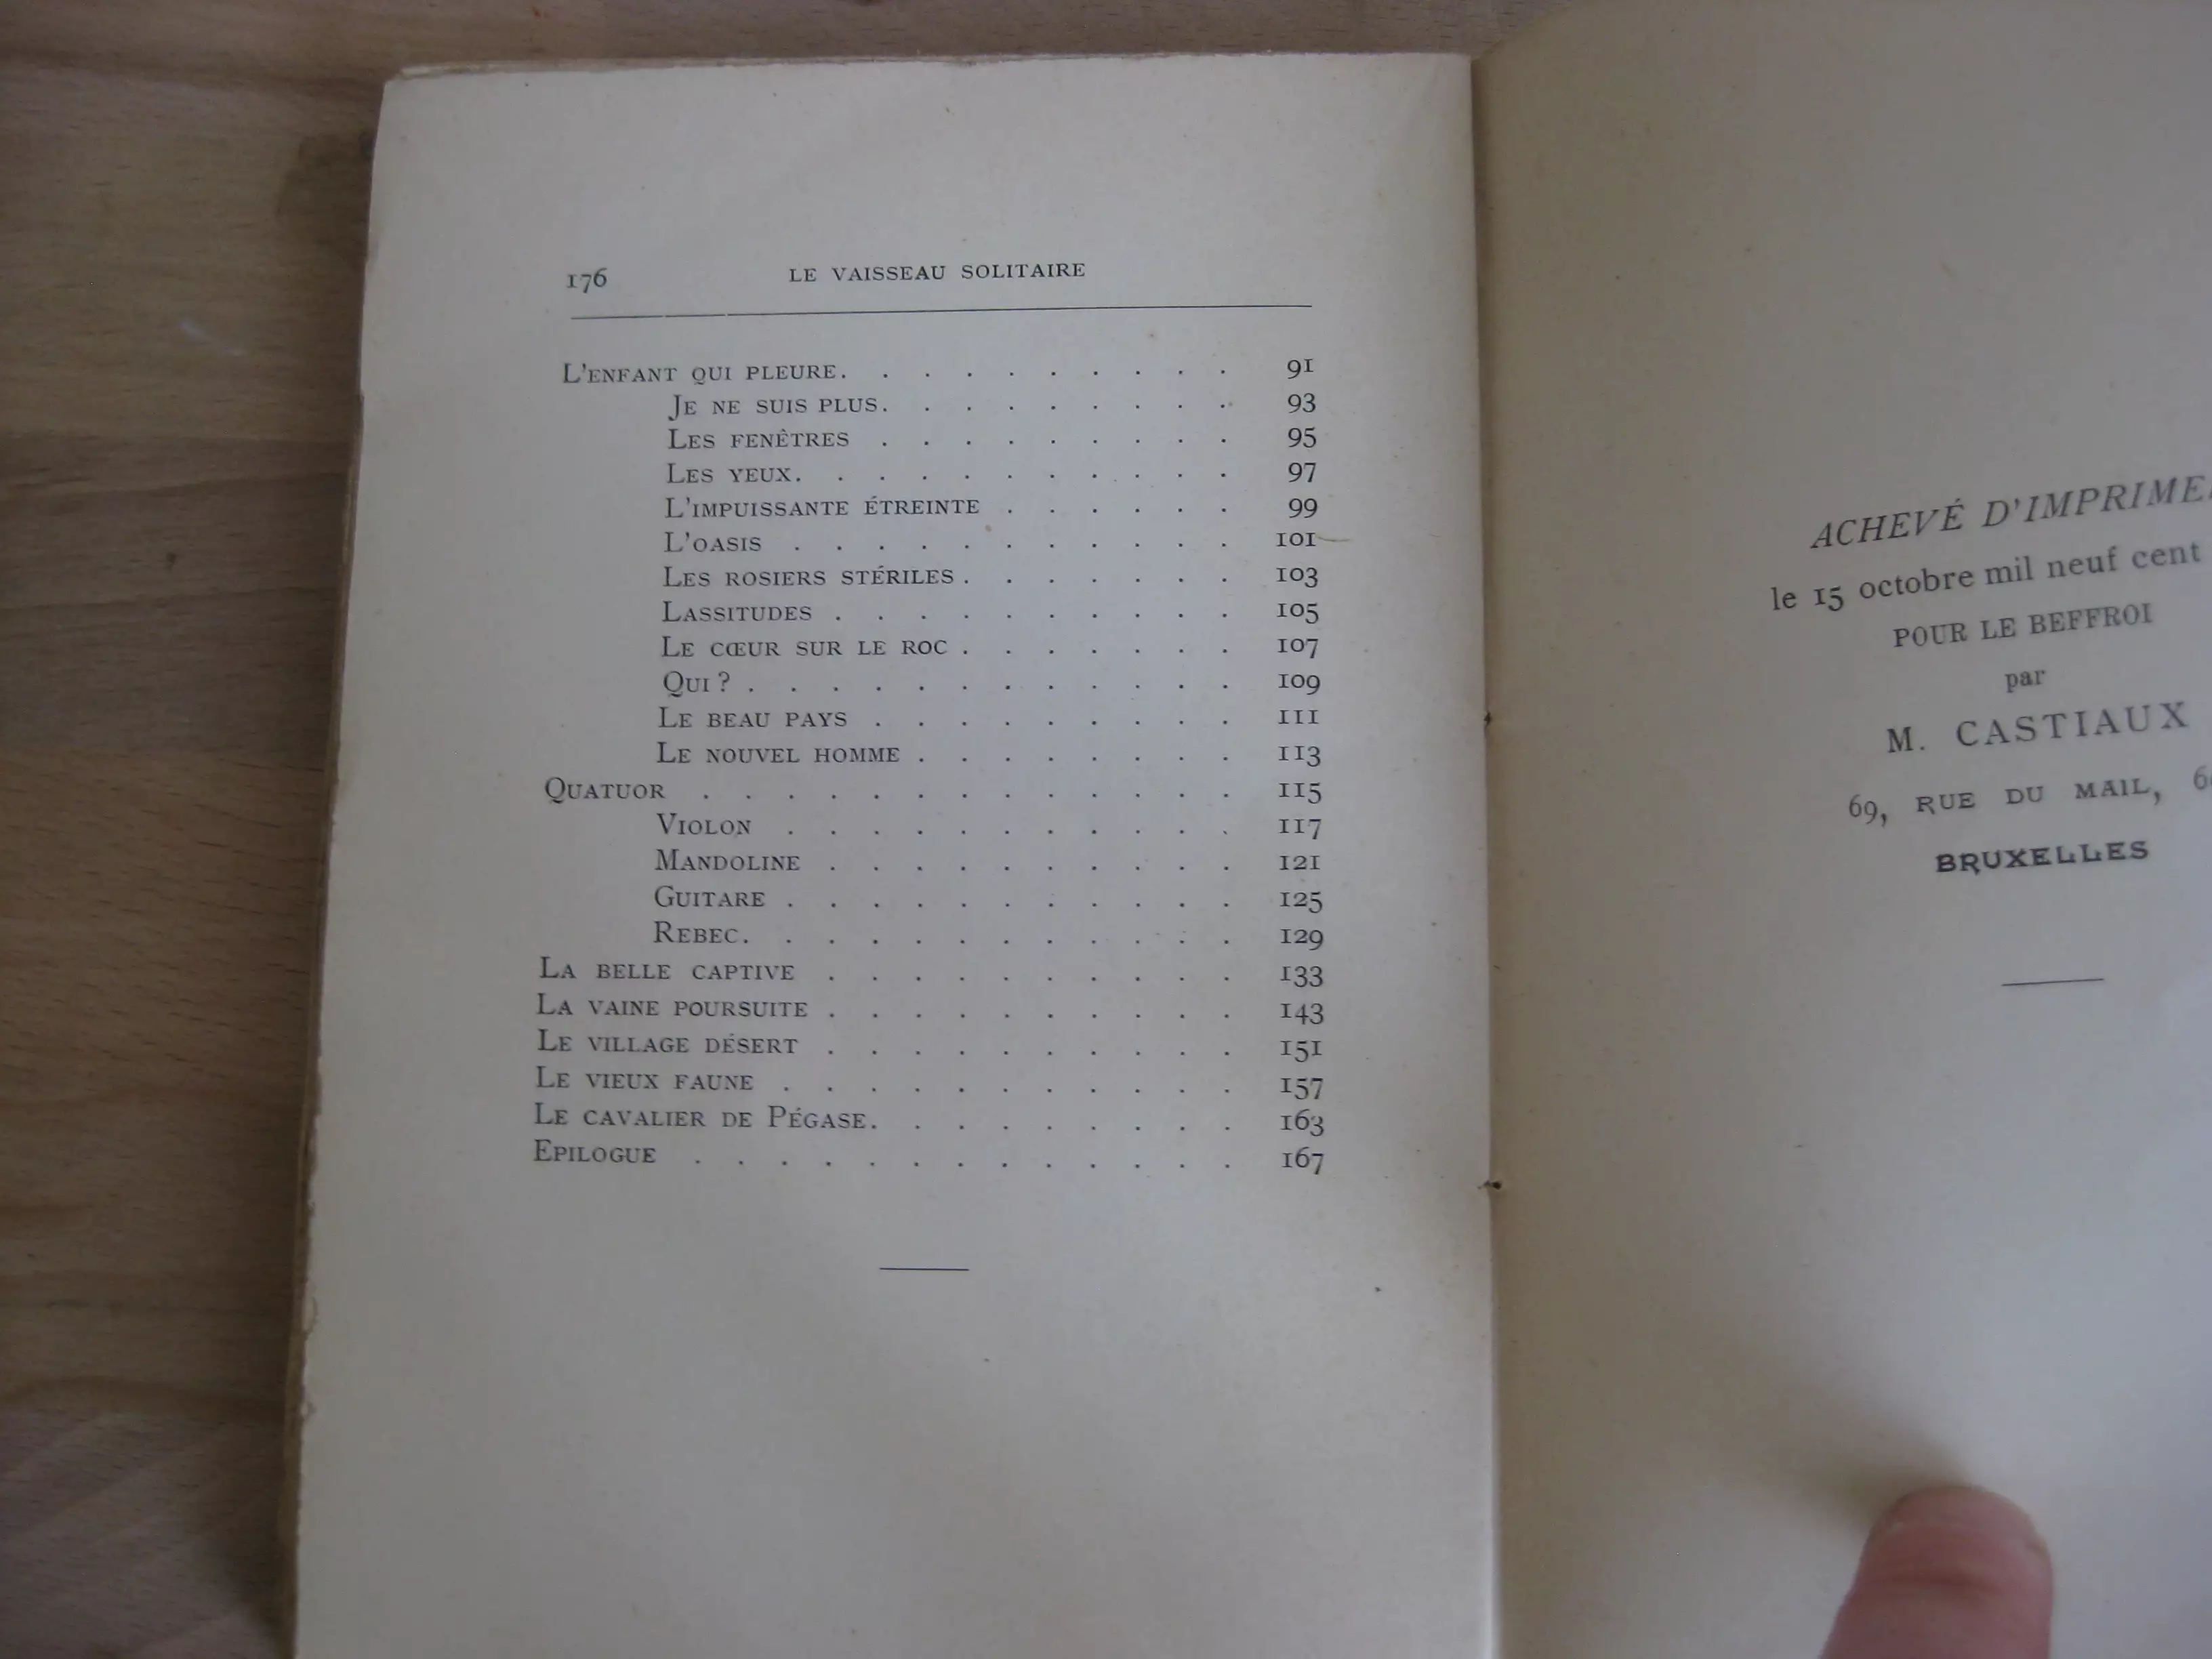 176 LE VAISSEAU SOLITAIRE
L'ENFANT QUI PLEURE. . . . . . . . . . 91
JE NE SUIS PLUS. . . . . . . . . 93
LES FENÊTRES . . . . . . . . . 95
LES YEUX. . . . . . . . . . . 97
L'IMPUISSANTE ÉTREINTE . . . . . . 99
L'OASIS . . . . . . . . . . . 101
LES ROSIERS STÉRILES . . . . . . . 103
LASSITUDES . . . . . . . . . . 105
LE CŒUR SUR LE ROC . . . . . . . 107
QUI ? . . . . . . . . . . . . 109
LE BEAU PAYS . . . . . . . . . 111
LE NOUVEL HOMME . . . . . . . . 113
QUATUOR . . . . . . . . . . . . . 115
VIOLON . . . . . . . . . . . 117
MANDOLINE . . . . . . . . . . 121
GUITARE . . . . . . . . . . . 125
REBEC. . . . . . . . . . . . 129
LA BELLE CAPTIVE . . . . . . . . . . 133
LA VAINE POURSUITE . . . . . . . . . . 143
LE VILLAGE DÉSERT . . . . . . . . . . 151
LE VIEUX FAUNE . . . . . . . . . . . 157
LE CAVALIER DE PÉGASE. . . . . . . . . 163
EPILOGUE . . . . . . . . . . . . . 167
ACHEVÉ D'IMPRIME
le 15 octobre mil neuf cent
POUR LE BEFFROI
par
M. CASTIAUX
69, RUE DU MAIL, 6
BRUXELLES